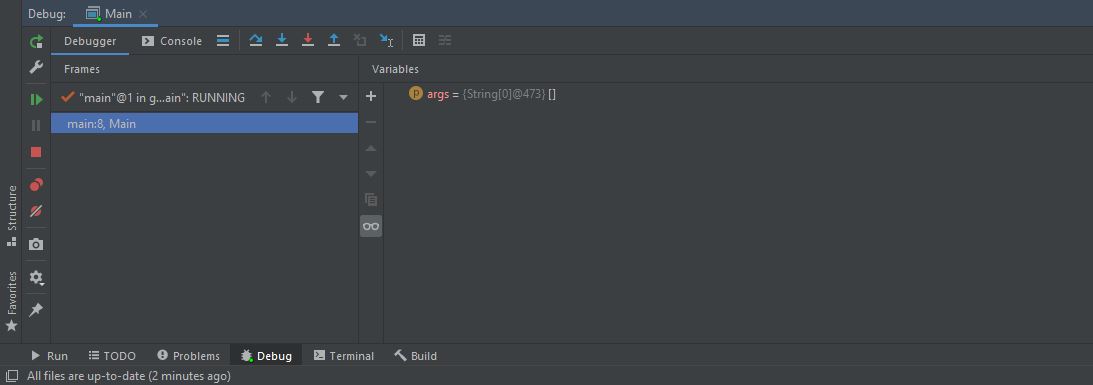 Debug: Main
Debugger Console
Frames Variables
"main"@1 in g...ain": RUNNING
p args = {String[0]@473} []
main:8, Main
Structure
Favorites
Run TODO Problems Debug Terminal Build
All files are up-to-date (2 minutes ago)